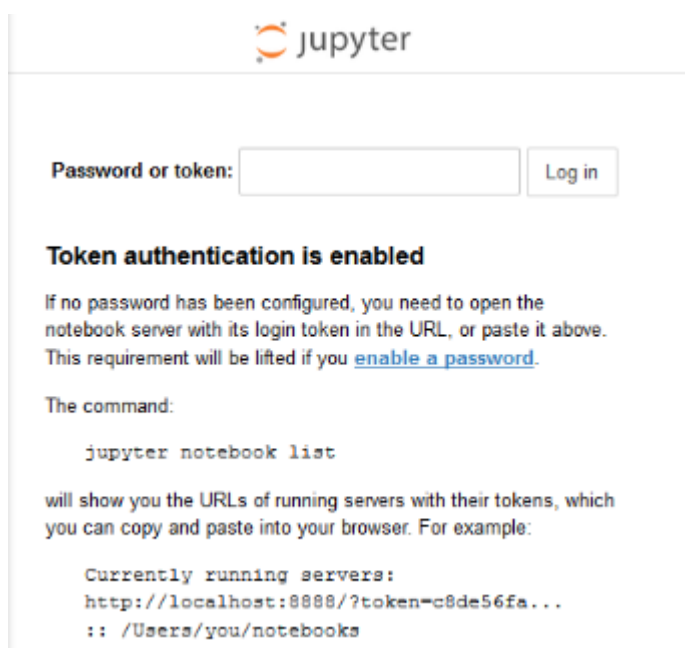 jupyter
Password or token:
Log in
Token authentication is enabled
If no password has been configured, you need to open the
notebook server with its login token in the URL, or paste it above.
This requirement will be lifted if you enable a password.
The command:
jupyter notebook list
will show you the URLs of running servers with their tokens, which
you can copy and paste into your browser. For example:
Currently running servers:
http://localhost:8888/?token=c8de56fa...
:: /Users/you/notebooks